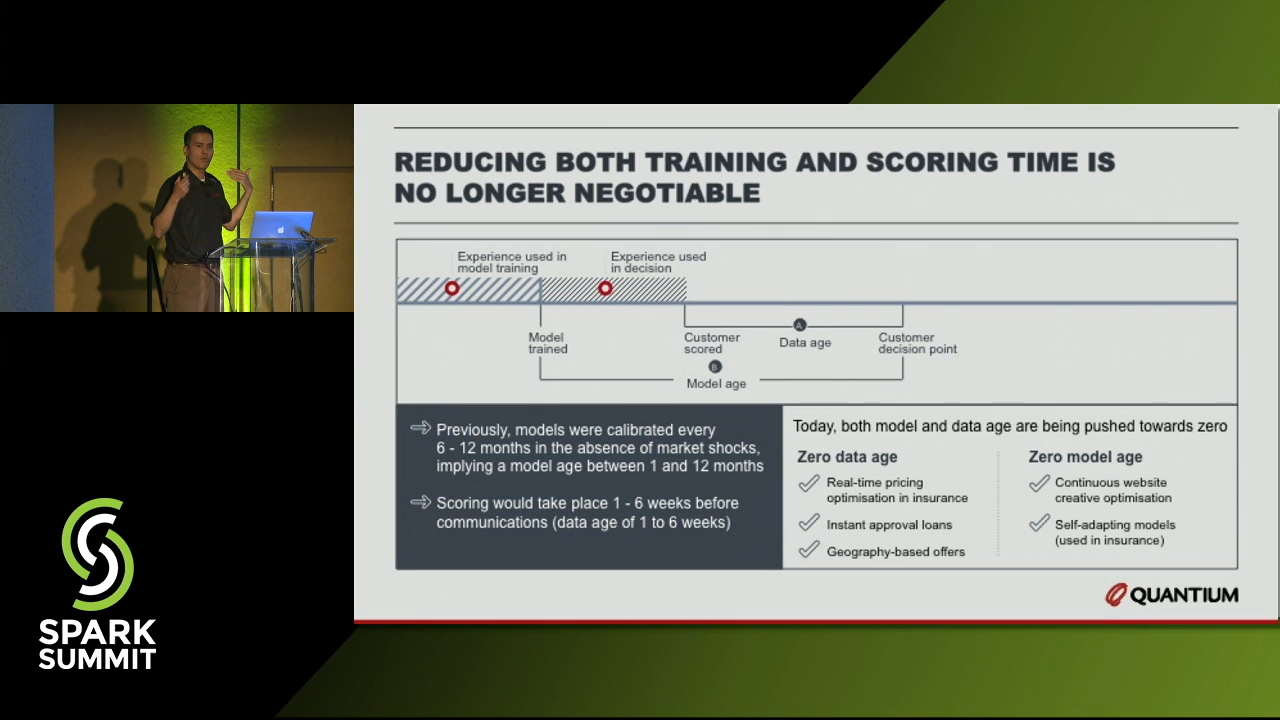 REDUCING BOTH TRAINING AND SCORING TIME IS
NO LONGER NEGOTIABLE
Experience used in
model training
Experience used
in decision
Model
trained
Customer
scored
A
Data age
Customer
decision point
B
Model age
Previously, models were calibrated every
6 - 12 months in the absence of market shocks,
implying a model age between 1 and 12 months
Scoring would take place 1 - 6 weeks before
communications (data age of 1 to 6 weeks)
Today, both model and data age are being pushed towards zero
Zero data age
Real-time pricing
optimisation in insurance
Instant approval loans
Geography-based offers
Zero model age
Continuous website
creative optimisation
Self-adapting models
(used in insurance)
QUANTIUM
SPARK
SUMMIT